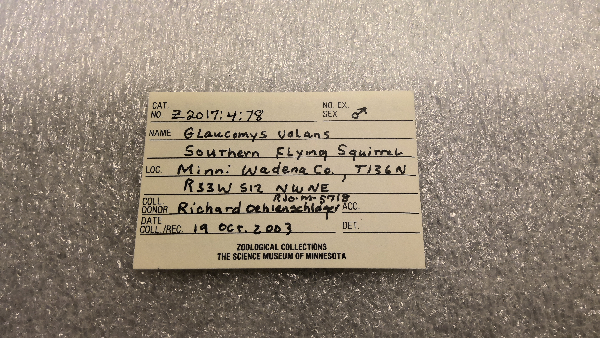 CAT. NO Z2017:4:78 NO. EX. SEX ♂
NAME Glaucomys volans
Southern Flying Squirrel
LOC. Minn: Wadena Co., T136N
R33W S12 NWNE
RJO-M-5718
COLL. DONOR Richard Oehlenschlager ACC.
DATE COLL./REC. 19 Oct. 2003 DET.
ZOOLOGICAL COLLECTIONS
THE SCIENCE MUSEUM OF MINNESOTA